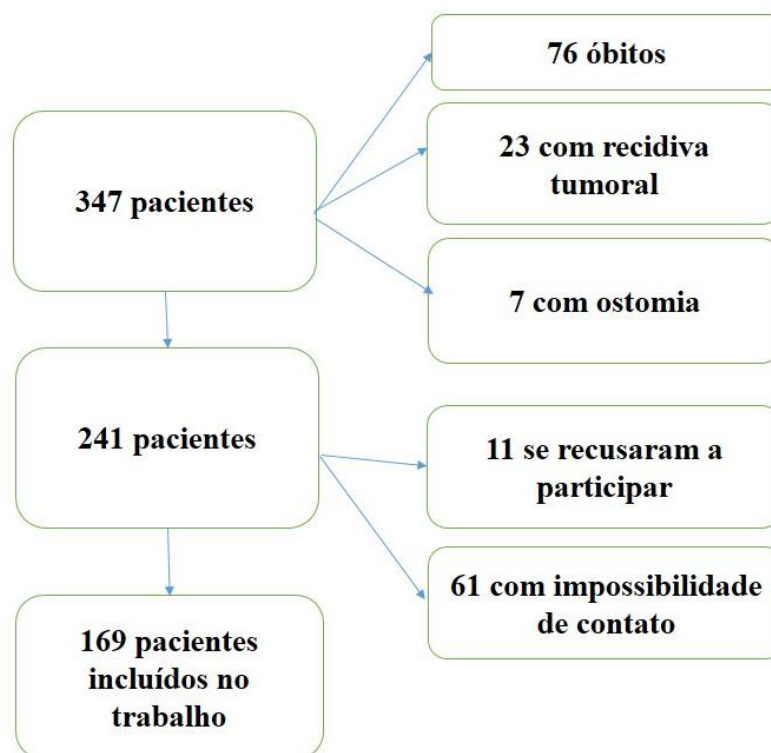 76 óbitos
347 pacientes
23 com recidiva
tumoral
7 com ostomia
241 pacientes
11 se recusaram a
participar
61 com impossibilidade
de contato
169 pacientes
incluídos no
trabalho